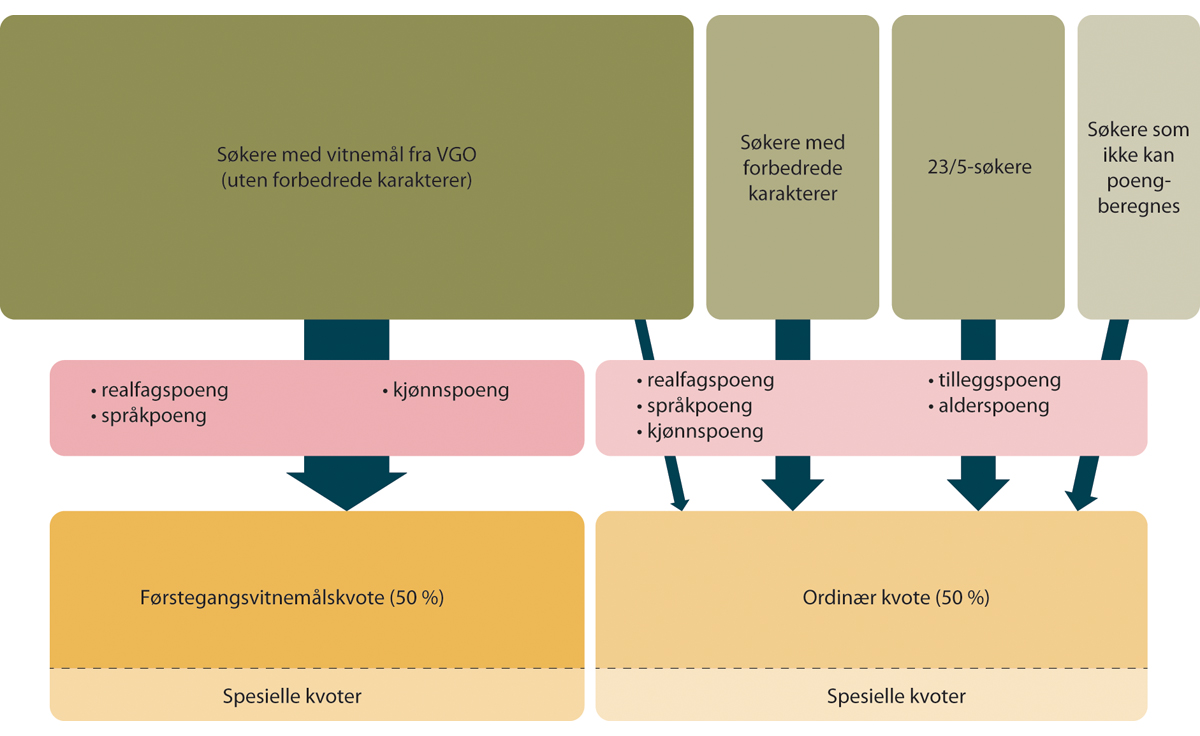 Søkere med vitnemål fra VGO
(uten forbedrede karakterer)
Søkere med
forbedrede
karakterer
23/5-søkere
Søkere som
ikke kan
poeng-
beregnes
• realfagspoeng
• språkpoeng
• kjønnspoeng
• realfagspoeng
• språkpoeng
• kjønnspoeng
• tilleggspoeng
• alderspoeng
Førstegangsvitnemålskvote (50 %)
Ordinær kvote (50 %)
Spesielle kvoter
Spesielle kvoter